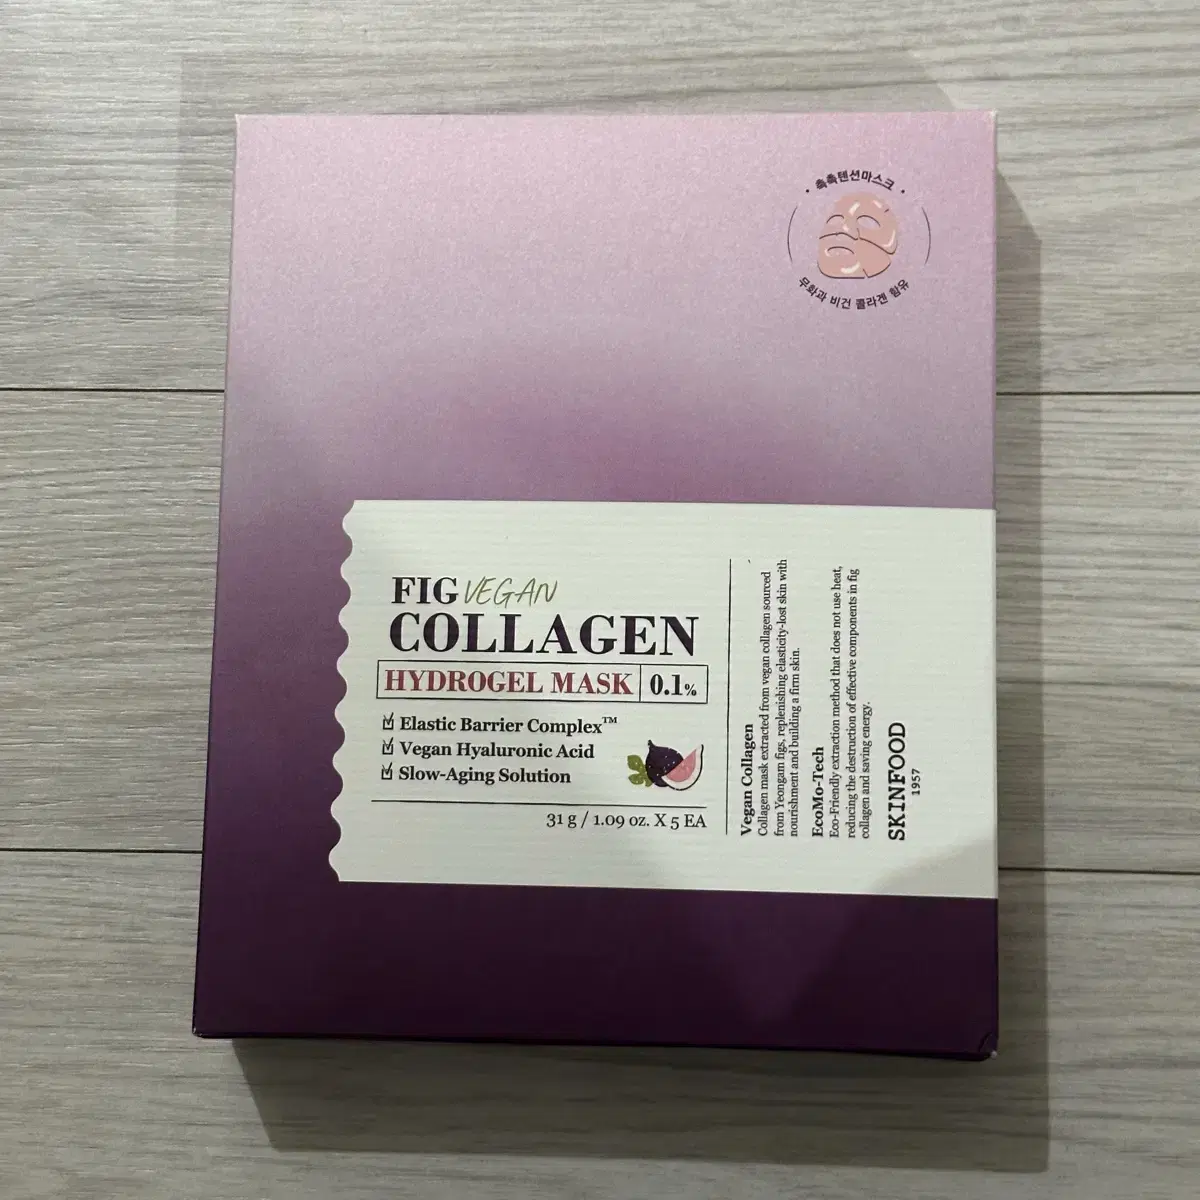 촉촉텐션마스크
무화과 비건 콜라겐 함유
FIG VEGAN
COLLAGEN
HYDROGEL MASK 0.1%
Elastic Barrier Complex™
Vegan Hyaluronic Acid
Slow-Aging Solution
31 g / 1.09 oz. X 5 EA
Vegan Collagen
Collagen mask extracted from vegan collagen sourced
from Yeongam figs, replenishing elasticity-lost skin with
nourishment and building a firm skin.
EcoMo-Tech
Eco-Friendly extraction method that does not use heat,
reducing the destruction of effective components in fig
collagen and saving energy.
SKINFOOD
1957